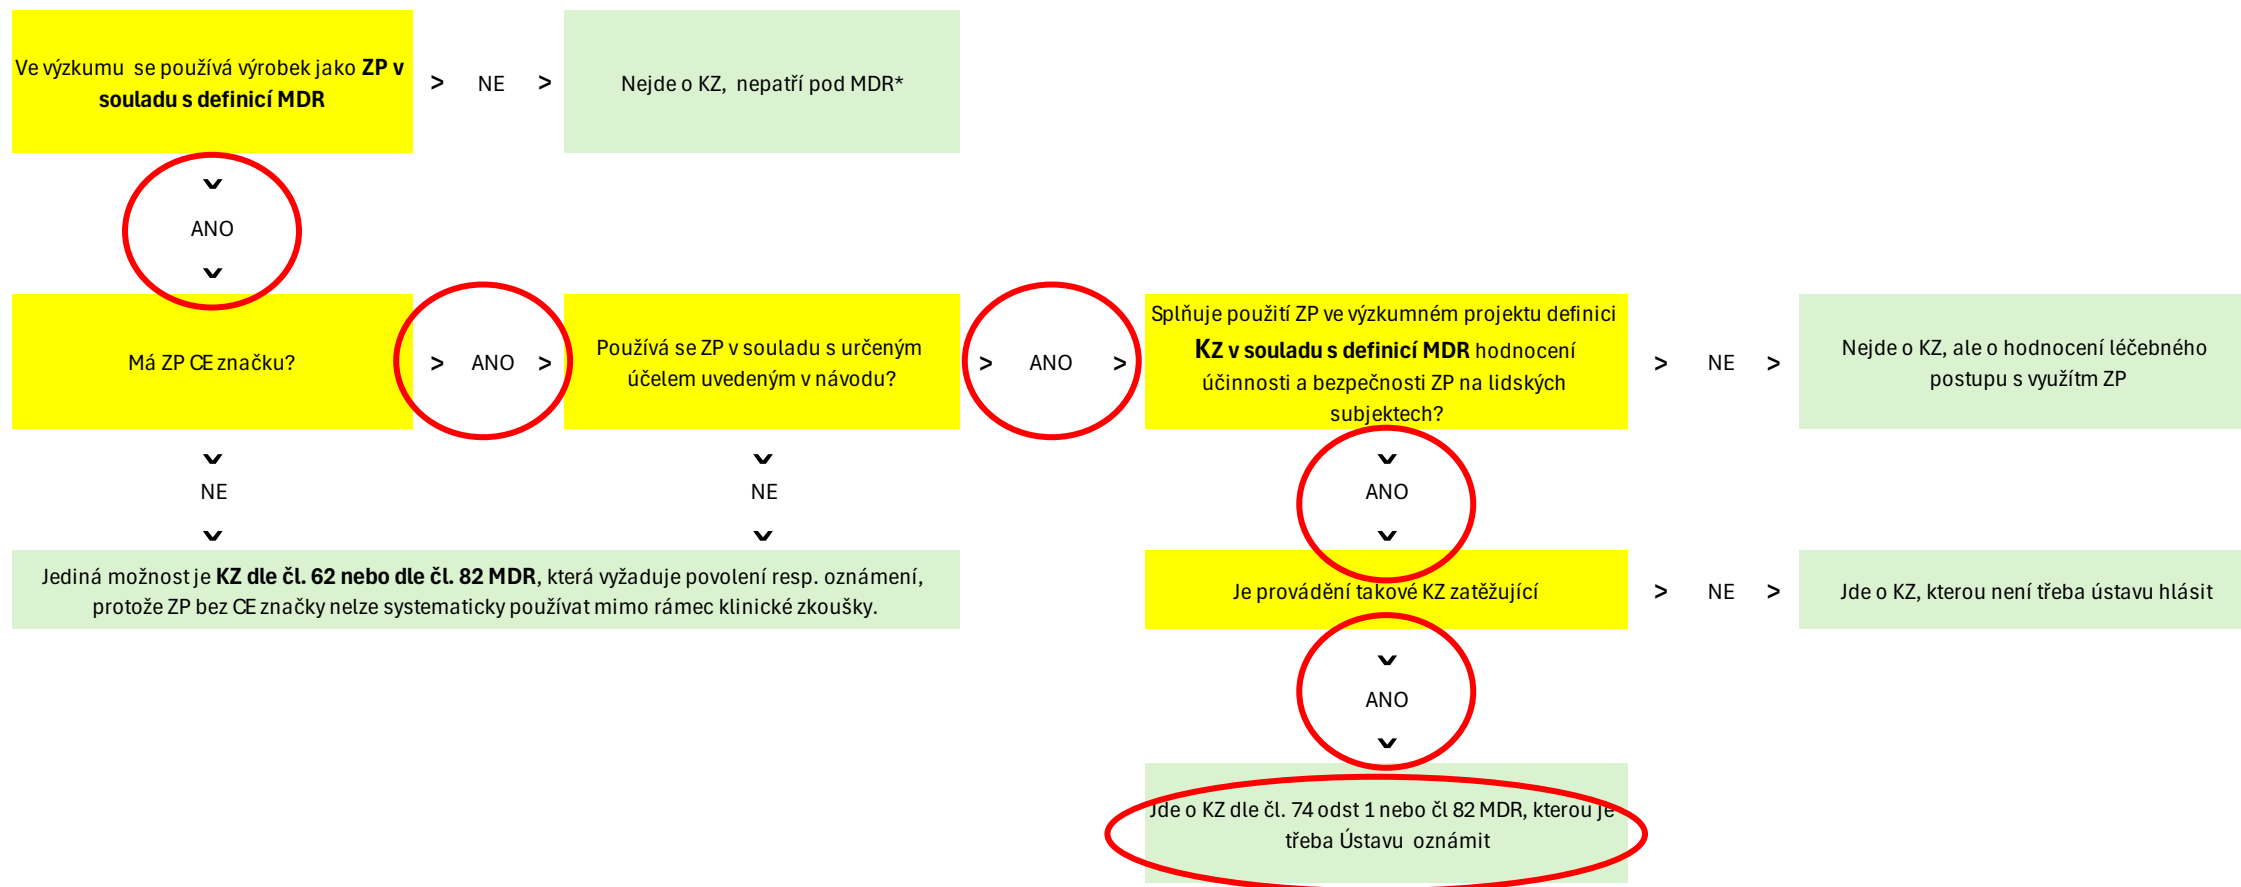 Ve výzkumu se používá výrobek jako ZP v
souladu s definicí MDR
> NE >
Nejde o KZ, nepatří pod MDR*
ANO
Má ZP CE značku?
> ANO >
Používá se ZP v souladu s určeným
účelem uvedeným v návodu?
> ANO >
Splňuje použití ZP ve výzkumném projektu definici
KZ v souladu s definicí MDR hodnocení
účinnosti a bezpečnosti ZP na lidských
subjektech?
> NE >
Nejde o KZ, ale o hodnocení léčebného
postupu s využítm ZP
NE
NE
ANO
Jediná možnost je KZ dle čl. 62 nebo dle čl. 82 MDR, která vyžaduje povolení resp. oznámení,
protože ZP bez CE značky nelze systematicky používat mimo rámec klinické zkoušky.
Je provádění takové KZ zatěžující
> NE >
Jde o KZ, kterou není třeba ústavu hlásit
ANO
Jde o KZ dle čl. 74 odst 1 nebo čl 82 MDR, kterou je
třeba Ústavu oznámit